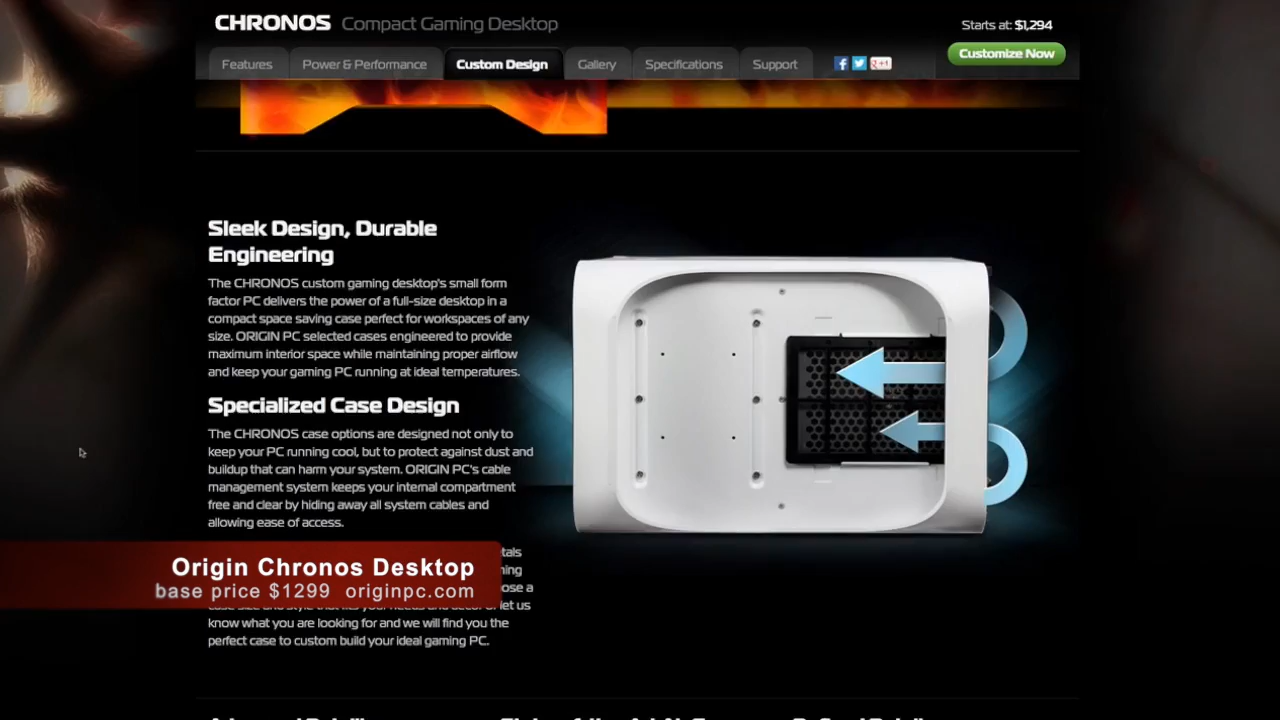 CHRONOS Compact Gaming Desktop
Starts at: $1,294
Customize Now
Features Power & Performance Custom Design Gallery Specifications Support
Sleek Design, Durable
Engineering
The CHRONOS custom gaming desktop's small form
factor PC delivers the power of a full-size desktop in a
compact space saving case perfect for workspaces of any
size. ORIGIN PC selected cases engineered to provide
maximum interior space while maintaining proper airflow
and keep your gaming PC running at ideal temperatures.
Specialized Case Design
The CHRONOS case options are designed not only to
keep your PC running cool, but to protect against dust and
buildup that can harm your system. ORIGIN PC's cable
management system keeps your internal compartment
free and clear by hiding away all system cables and
allowing ease of access.
Origin Chronos Desktop
base price $1299 originpc.com
let us
know what you are looking for and we will find you the
perfect case to custom build your ideal gaming PC.